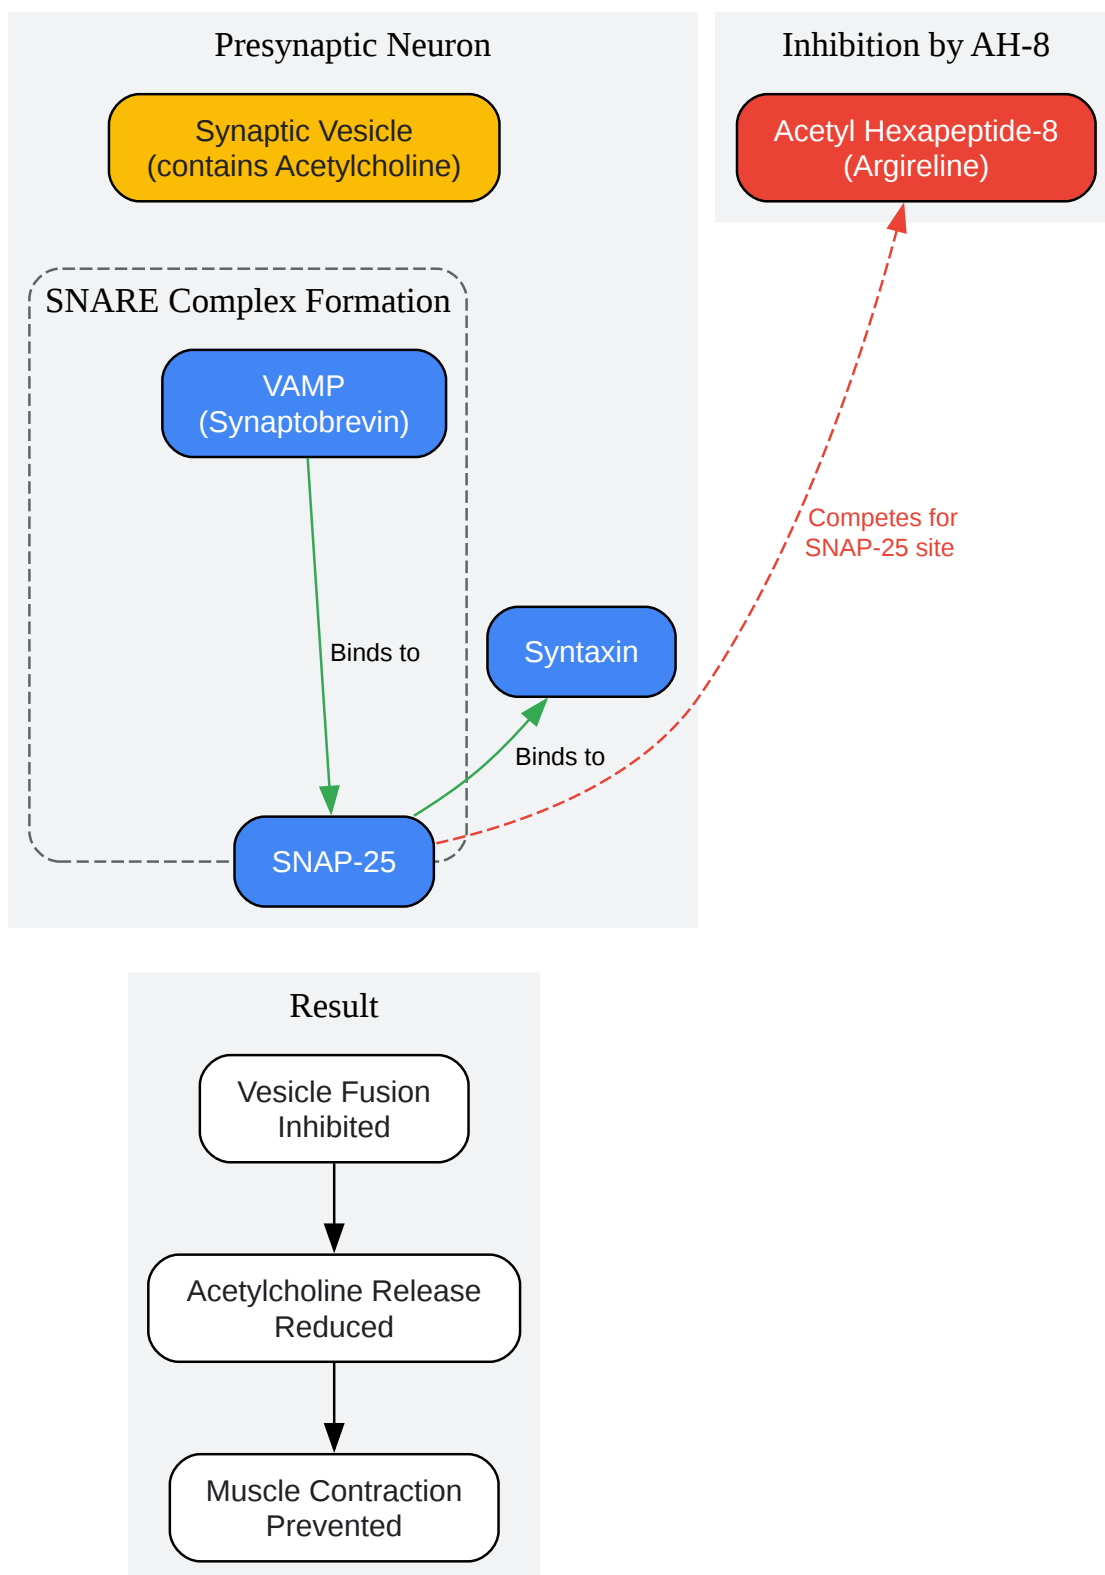 Presynaptic Neuron
Synaptic Vesicle
(contains Acetylcholine)
SNARE Complex Formation
VAMP
(Synaptobrevin)
Binds to
Syntaxin
Binds to
SNAP-25
Inhibition by AH-8
Acetyl Hexapeptide-8
(Argireline)
Competes for
SNAP-25 site
Result
Vesicle Fusion
Inhibited
Acetylcholine Release
Reduced
Muscle Contraction
Prevented